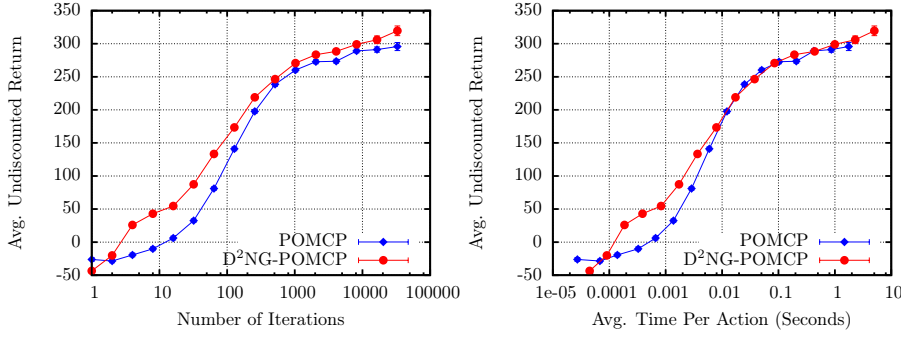 350
300
250
200
150
100
50
0
-50
Avg. Undiscounted Return
POMCP
D²NG-POMCP
1 10 100 1000 10000 100000
Number of Iterations
350
300
250
200
150
100
50
0
-50
Avg. Undiscounted Return
POMCP
D²NG-POMCP
1e-05 0.0001 0.001 0.01 0.1 1 10
Avg. Time Per Action (Seconds)